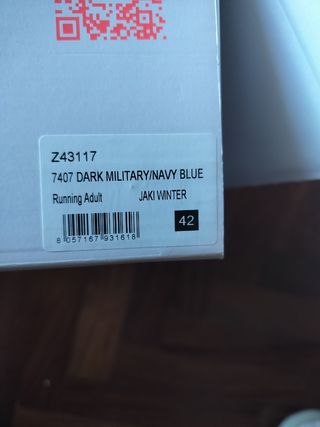 Z43117
7407 DARK MILITARY/NAVY BLUE
Running Adult JAKI WINTER
8 057167 931618
42